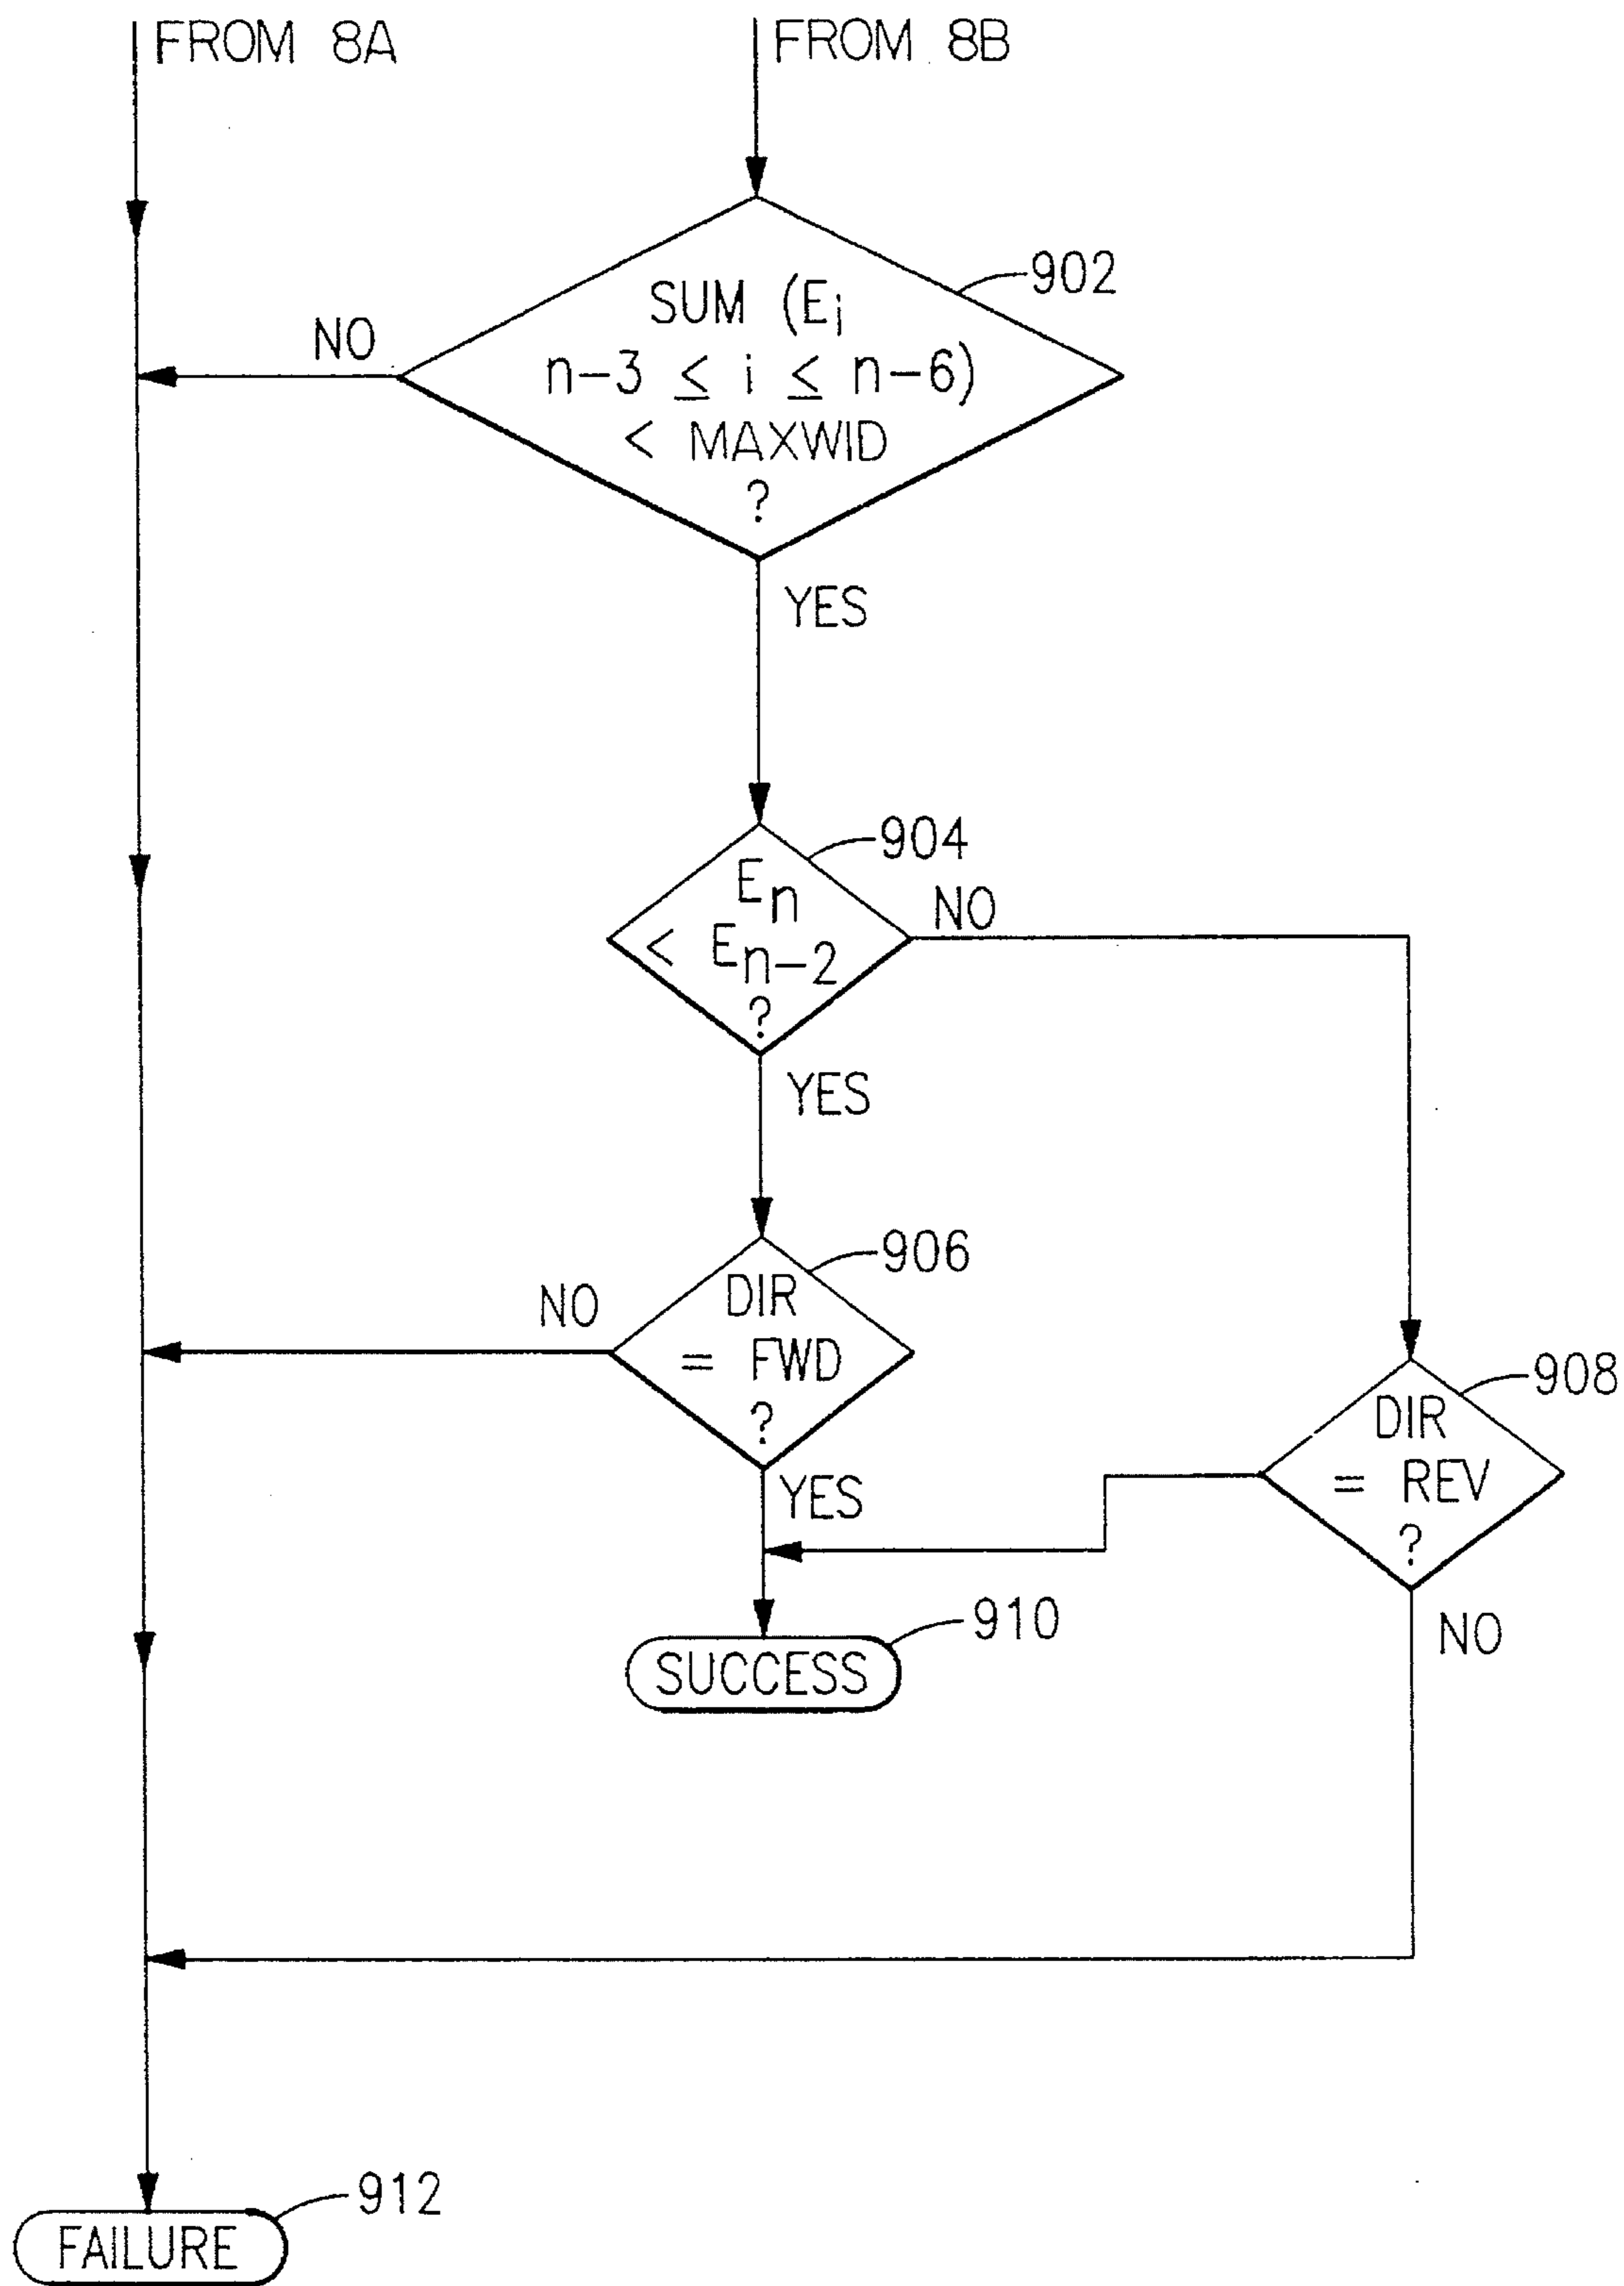 FROM 8A
FROM 8B
902
SUM (Ei
n-3 ≤ i ≤ n-6)
< MAXWID
?
NO
YES
904
En
< En-2
?
NO
YES
906
DIR
= FWD
?
NO
YES
908
DIR
= REV
?
NO
910
SUCCESS
912
FAILURE